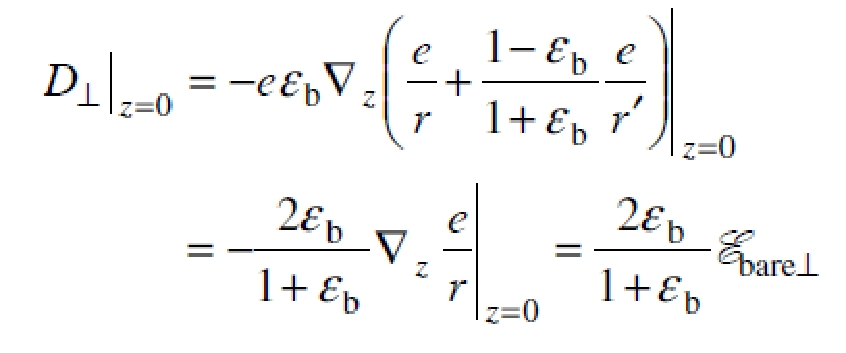 D⊥|z=0 = −eεb∇z(e/r + (1−εb)/(1+εb) e/r′)|z=0
= −2εb/(1+εb) ∇z e/r|z=0 = 2εb/(1+εb) ℰbare⊥